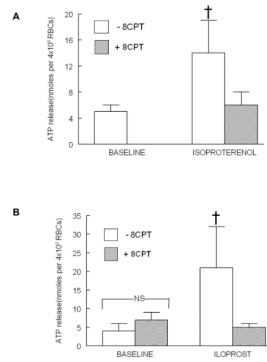 A
ATP release(nmoles per 4x10⁸ RBCs)
20
16
12
8
4
0
†
- 8CPT
+ 8CPT
BASELINE
ISOPROTERENOL
B
ATP release(nmoles per 4x10⁸ RBCs)
35
30
25
20
15
10
5
0
†
- 8CPT
+ 8CPT
NS
BASELINE
ILOPROST